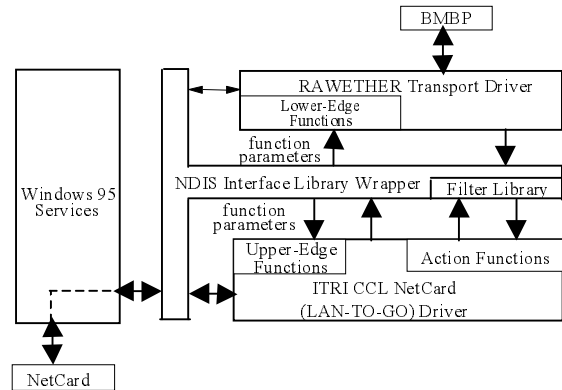 BMBP
RAWETHER Transport Driver
Lower-Edge
Functions
function
parameters
NDIS Interface Library Wrapper
Filter Library
Windows 95
Services
function
parameters
Upper-Edge
Functions
Action Functions
ITRI CCL NetCard
(LAN-TO-GO) Driver
NetCard